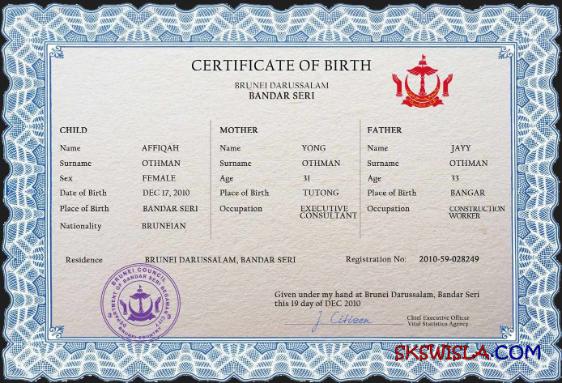 CERTIFICATE OF BIRTH
BRUNEI DARUSSALAM
BANDAR SERI
CHILD
Name AFFIQAH
Surname OTHMAN
Sex FEMALE
Date of Birth DEC 17, 2010
Place of Birth BANDAR SERI
Nationality BRUNEIAN
MOTHER
Name YONG
Surname OTHMAN
Age 31
Place of Birth TUTONG
Occupation EXECUTIVE
CONSULTANT
FATHER
Name JAYY
Surname OTHMAN
Age 33
Place of Birth BANGAR
Occupation CONSTRUCTION
WORKER
Residence BRUNEI DARUSSALAM, BANDAR SERI
Registration No: 2010-59-028249
BRUNEI COUNCIL
DEPARTMENT OF BANDAR SERI
Given under my hand at Brunei Darussalam, Bandar Seri
this 19 day of DEC 2010
J Citizen
Chief Executive Officer
Vital Statistics Agency
SKSWISLA.COM